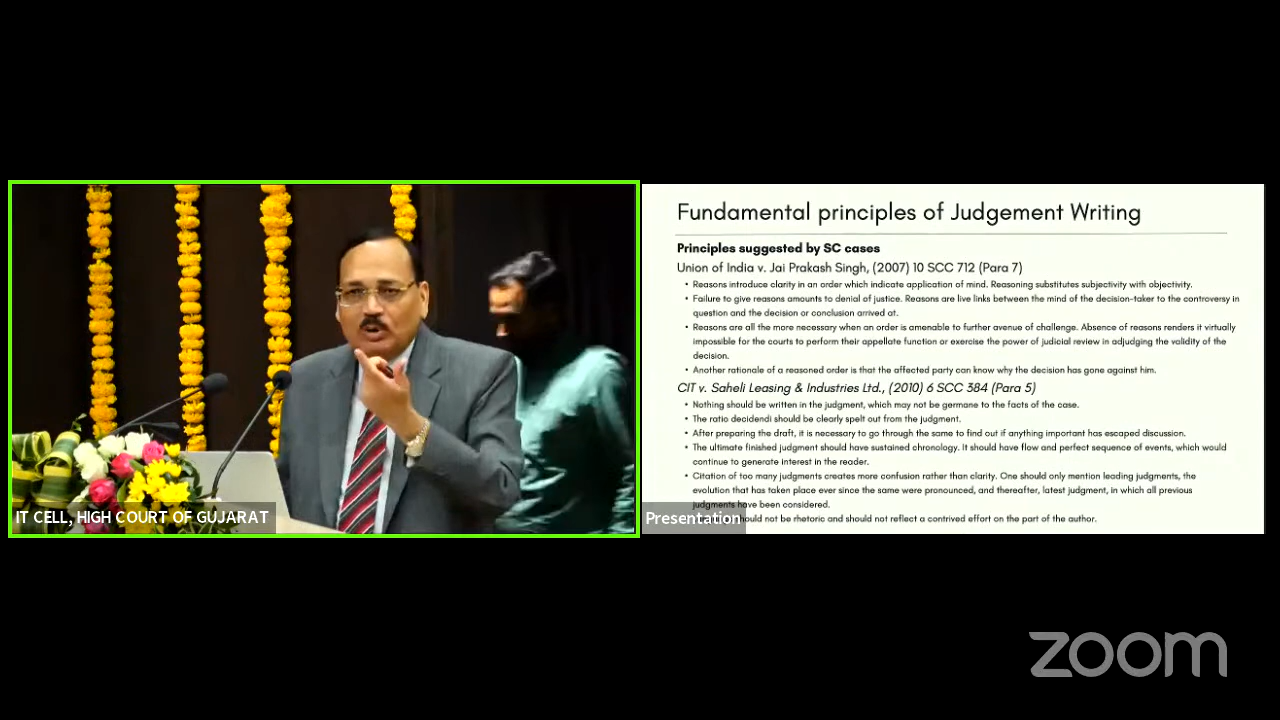 IT CELL, HIGH COURT OF GUJARAT
Fundamental principles of Judgement Writing
Principles suggested by SC cases
Union of India v. Jai Prakash Singh, (2007) 10 SCC 712 (Para 7)
• Reasons introduce clarity in an order which indicate application of mind. Reasoning substitutes subjectivity with objectivity.
• Failure to give reasons amounts to denial of justice. Reasons are live links between the mind of the decision-taker to the controversy in
question and the decision or conclusion arrived at.
• Reasons are all the more necessary when an order is amenable to further avenue of challenge. Absence of reasons renders it virtually
impossible for the courts to perform their appellate function or exercise the power of judicial review in adjudging the validity of the
decision.
• Another rationale of a reasoned order is that the affected party can know why the decision has gone against him.
CIT v. Saheli Leasing & Industries Ltd., (2010) 6 SCC 384 (Para 5)
• Nothing should be written in the judgment, which may not be germane to the facts of the case.
• The ratio decidendi should be clearly spelt out from the judgment.
• After preparing the draft, it is necessary to go through the same to find out if anything important has escaped discussion.
• The ultimate finished judgment should have sustained chronology. It should have flow and perfect sequence of events, which would
continue to generate interest in the reader.
• Citation of too many judgments creates more confusion rather than clarity. One should only mention leading judgments, the
evolution that has taken place ever since the same were pronounced, and thereafter, latest judgment, in which all previous
judgments have been considered.
should not be rhetoric and should not reflect a contrived effort on the part of the author.
Presentation
zoom